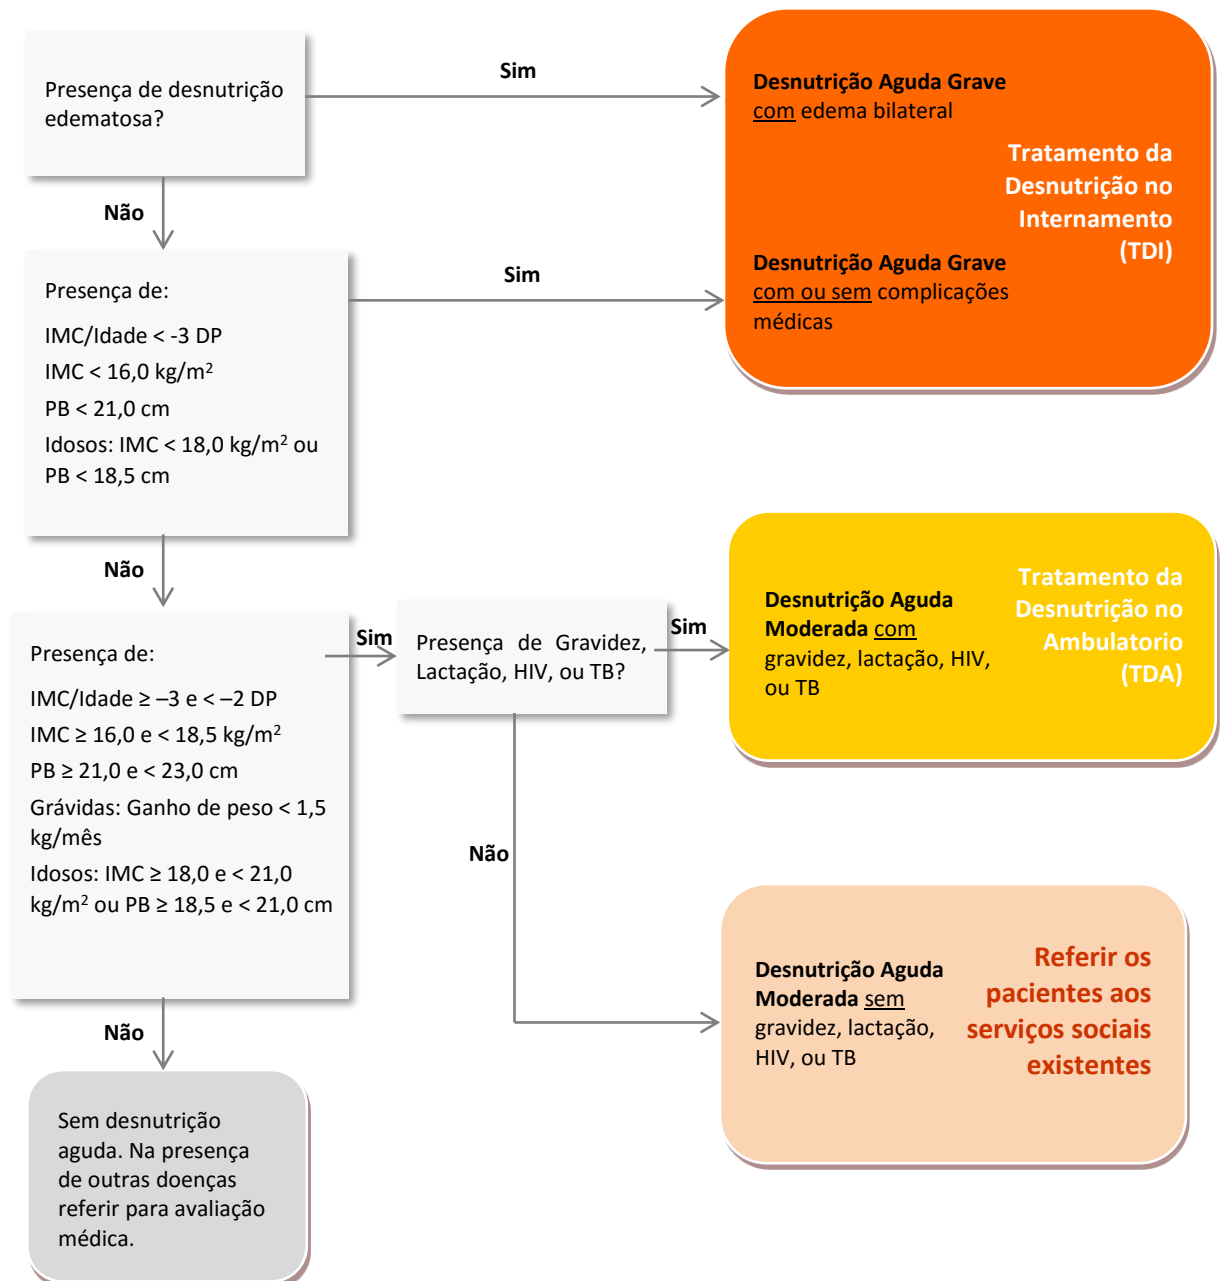 Presença de desnutrição
edematosa?
Sim
Desnutrição Aguda Grave
com edema bilateral
Tratamento da
Desnutrição no
Internamento
(TDI)
Não
Presença de:
IMC/Idade < -3 DP
IMC < 16,0 kg/m²
PB < 21,0 cm
Idosos: IMC < 18,0 kg/m² ou
PB < 18,5 cm
Sim
Desnutrição Aguda Grave
com ou sem complicações
médicas
Não
Presença de:
IMC/Idade ≥ –3 e < –2 DP
IMC ≥ 16,0 e < 18,5 kg/m²
PB ≥ 21,0 e < 23,0 cm
Grávidas: Ganho de peso < 1,5
kg/mês
Idosos: IMC ≥ 18,0 e < 21,0
kg/m² ou PB ≥ 18,5 e < 21,0 cm
Sim
Presença de Gravidez,
Lactação, HIV, ou TB?
Sim
Desnutrição Aguda
Moderada com
gravidez, lactação, HIV,
ou TB
Tratamento da
Desnutrição no
Ambulatorio
(TDA)
Não
Desnutrição Aguda
Moderada sem
gravidez, lactação,
HIV, ou TB
Referir os
pacientes aos
serviços sociais
existentes
Não
Sem desnutrição
aguda. Na presença
de outras doenças
referir para avaliação
médica.